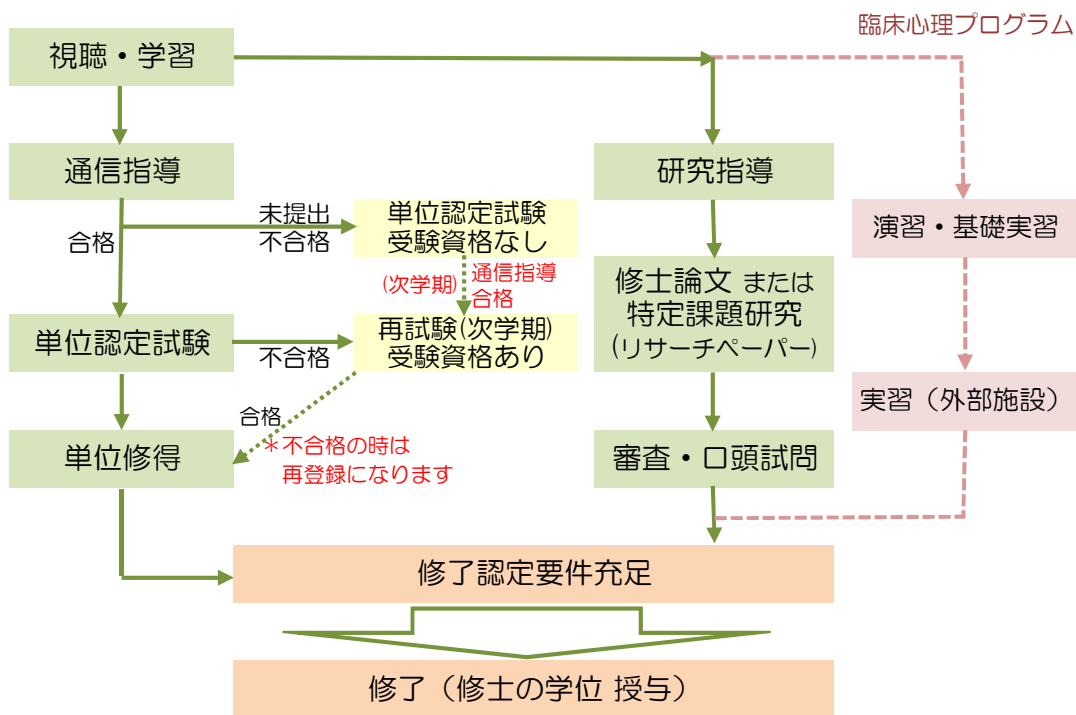 臨床心理プログラム
視聴・学習
通信指導
研究指導
未提出
不合格
合格
単位認定試験
受験資格なし
演習・基礎実習
(次学期)
通信指導
合格
修士論文 または
特定課題研究
(リサーチペーパー)
単位認定試験
不合格
再試験(次学期)
受験資格あり
実習（外部施設）
合格
＊不合格の時は
再登録になります
単位修得
審査・口頭試問
修了認定要件充足
修了（修士の学位 授与）